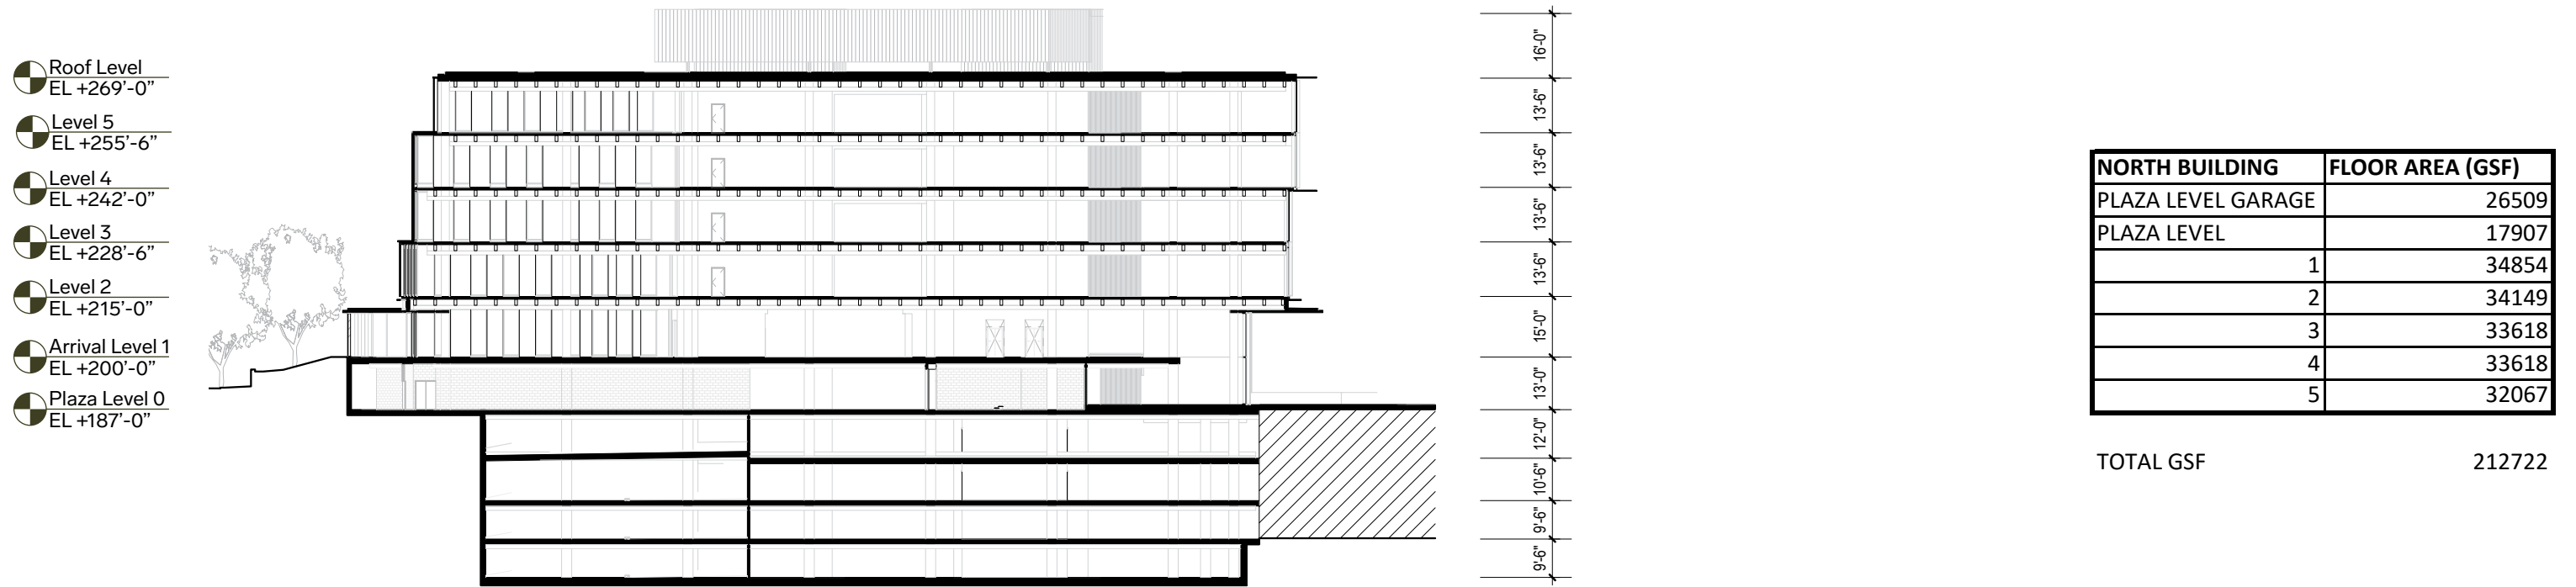 Roof Level
EL +269’-0”
Level 5
EL +255’-6”
Level 4
EL +242’-0”
Level 3
EL +228’-6”
Level 2
EL +215’-0”
Arrival Level 1
EL +200’-0”
Plaza Level 0
EL +187’-0”
16'-0"
13'-6"
13'-6"
13'-6"
13'-6"
15'-0"
13'-0"
12'-0"
10'-6"
9'-6"
9'-6"
NORTH BUILDING FLOOR AREA (GSF)
PLAZA LEVEL GARAGE 26509
PLAZA LEVEL 17907
1 34854
2 34149
3 33618
4 33618
5 32067
TOTAL GSF 212722